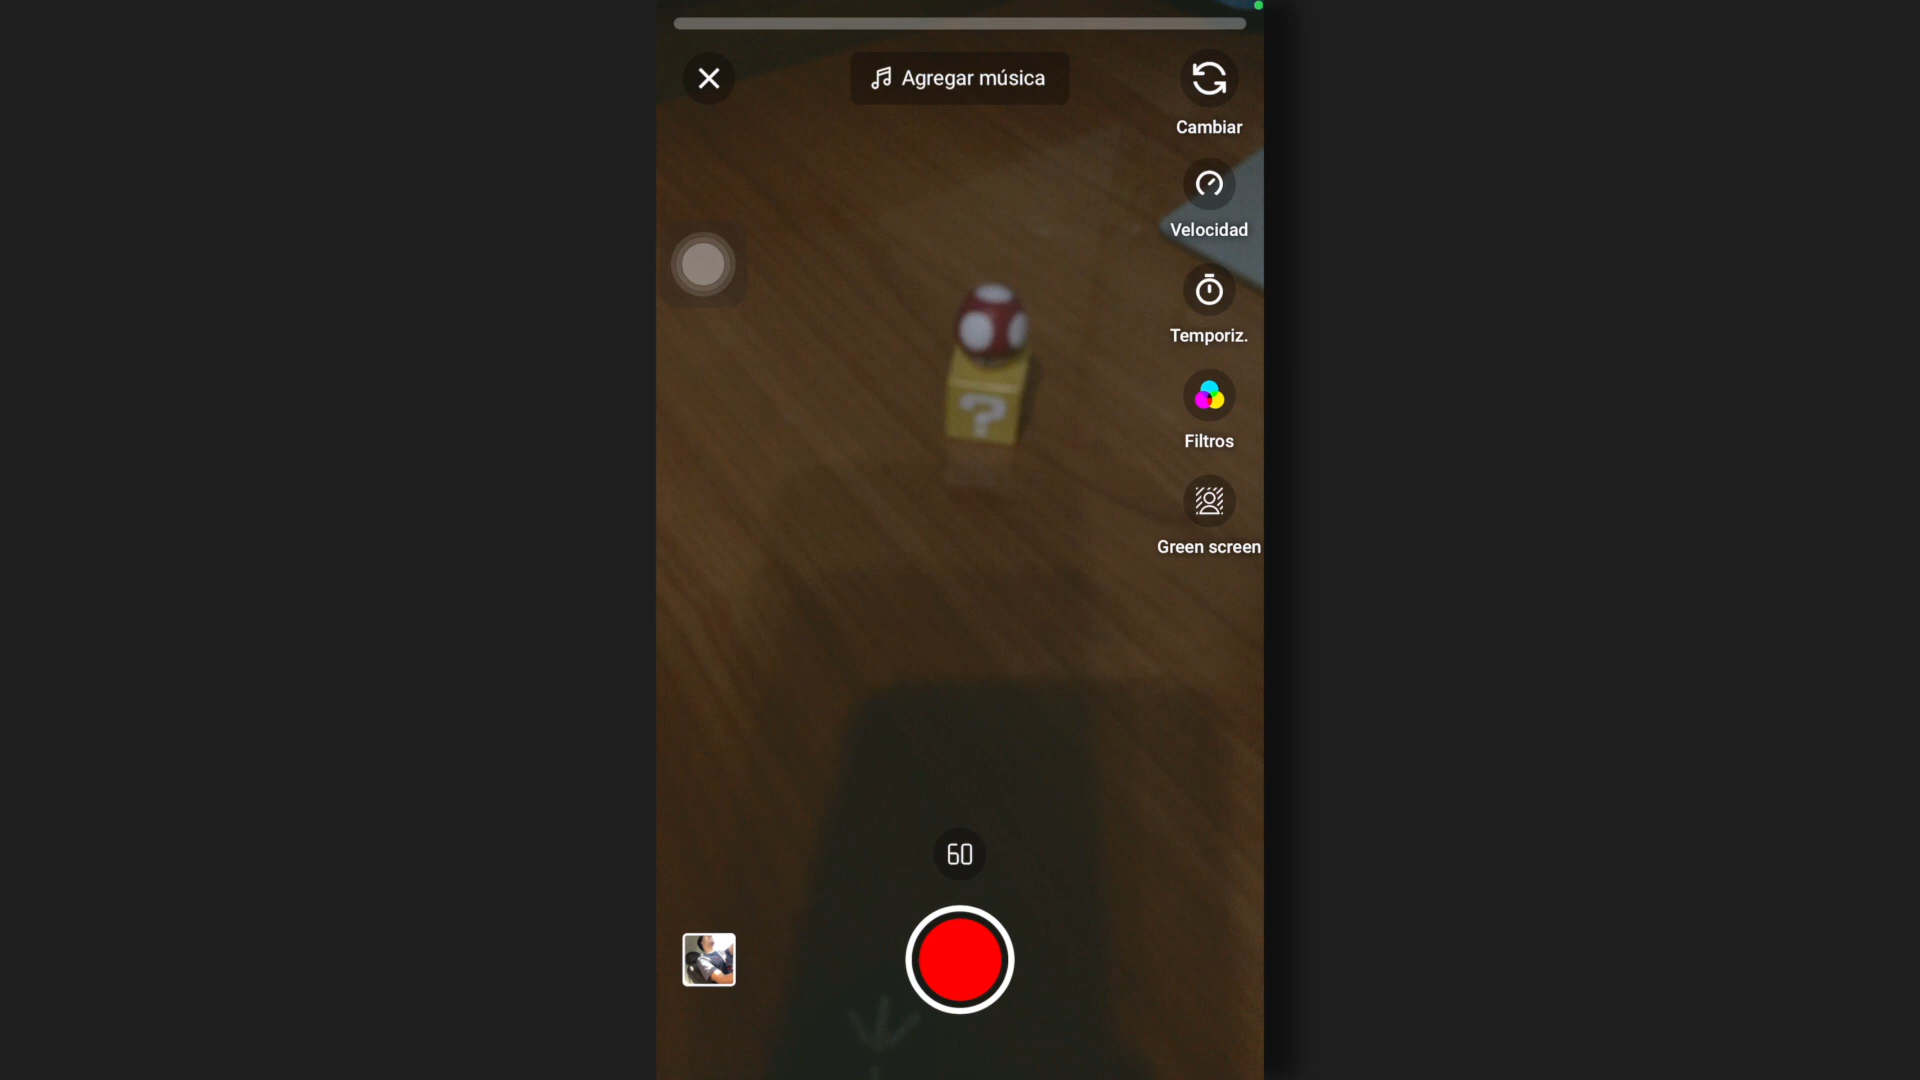 Agregar música
Cambiar
Velocidad
Temporiz.
?
Filtros
Green screen
60